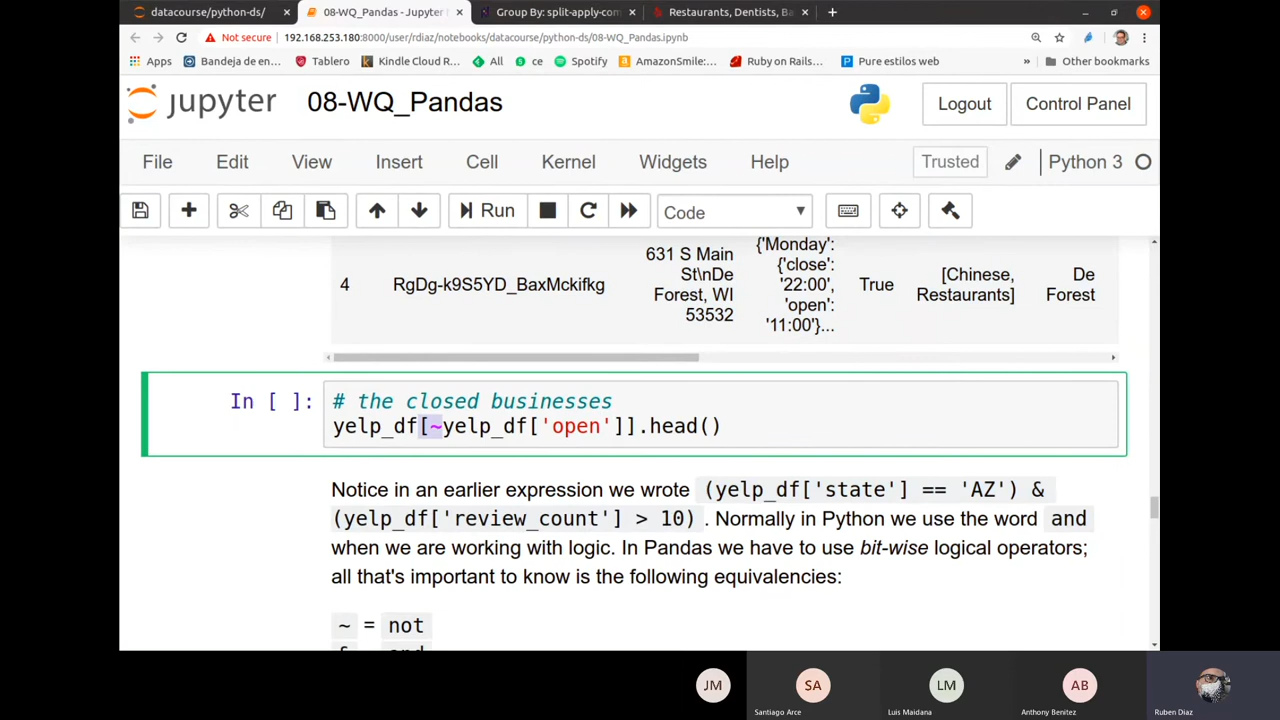 datacourse/python-ds/
08-WQ_Pandas - Jupyter
Group By: split-apply-com
Restaurants, Dentists, Ba
Not secure 192.168.253.180:8000/user/rdiaz/notebooks/datacourse/python-ds/08-WQ_Pandas.ipynb
Apps Bandeja de en... Tablero Kindle Cloud R... All ce Spotify AmazonSmile:... Ruby on Rails... Pure estilos web » Other bookmarks
jupyter 08-WQ_Pandas Logout Control Panel
File Edit View Insert Cell Kernel Widgets Help Trusted Python 3
Run Code
{'Monday':
631 S Main {'close':
St\nDe '22:00', [Chinese, De
4 RgDg-k9S5YD_BaxMckifkg Forest, WI 'open': True Restaurants] Forest
53532 '11:00'}...
In [ ]: # the closed businesses
yelp_df[~yelp_df['open']].head()
Notice in an earlier expression we wrote (yelp_df['state'] == 'AZ') &
(yelp_df['review_count'] > 10) . Normally in Python we use the word and
when we are working with logic. In Pandas we have to use bit-wise logical operators;
all that's important to know is the following equivalencies:
~ = not
JM SA LM AB
Santiago Arce Luis Maidana Anthony Benitez Ruben Diaz